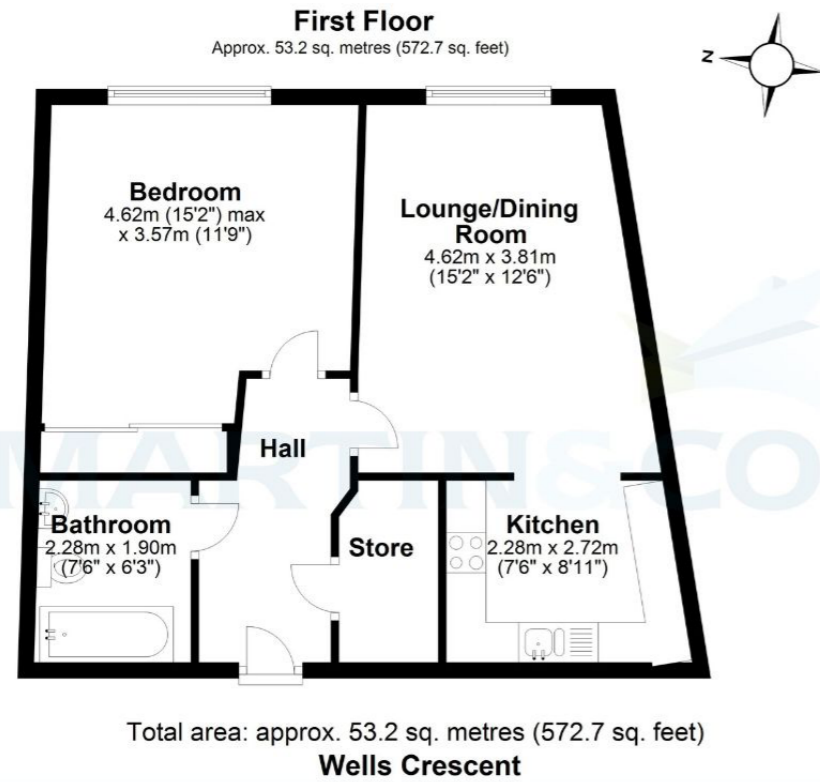 First Floor
Approx. 53.2 sq. metres (572.7 sq. feet)
N
Bedroom
4.62m (15'2") max
x 3.57m (11'9")
Lounge/Dining
Room
4.62m x 3.81m
(15'2" x 12'6")
Hall
MARTIN&CO
Bathroom
2.28m x 1.90m
(7'6" x 6'3")
Store
Kitchen
2.28m x 2.72m
(7'6" x 8'11")
Total area: approx. 53.2 sq. metres (572.7 sq. feet)
Wells Crescent